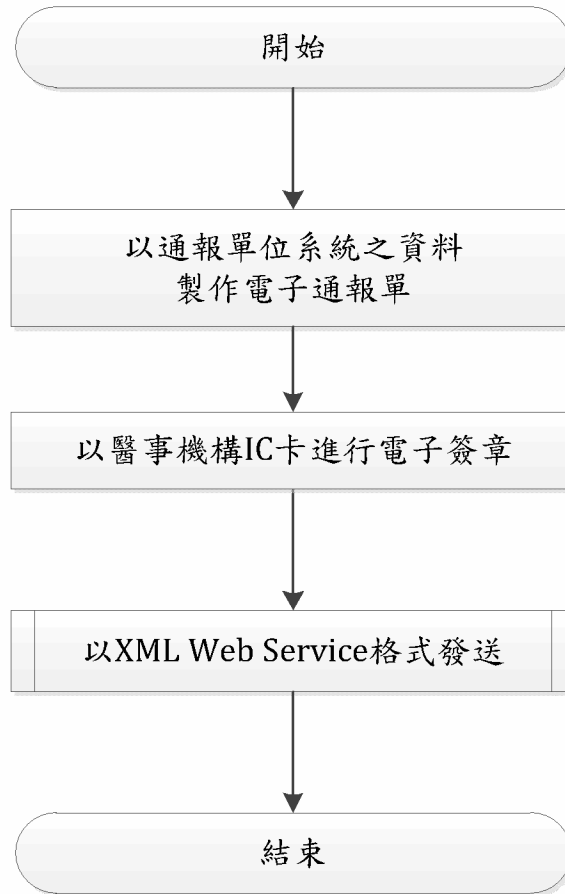 開始
以通報單位系統之資料
製作電子通報單
以醫事機構IC卡進行電子簽章
以XML Web Service格式發送
結束